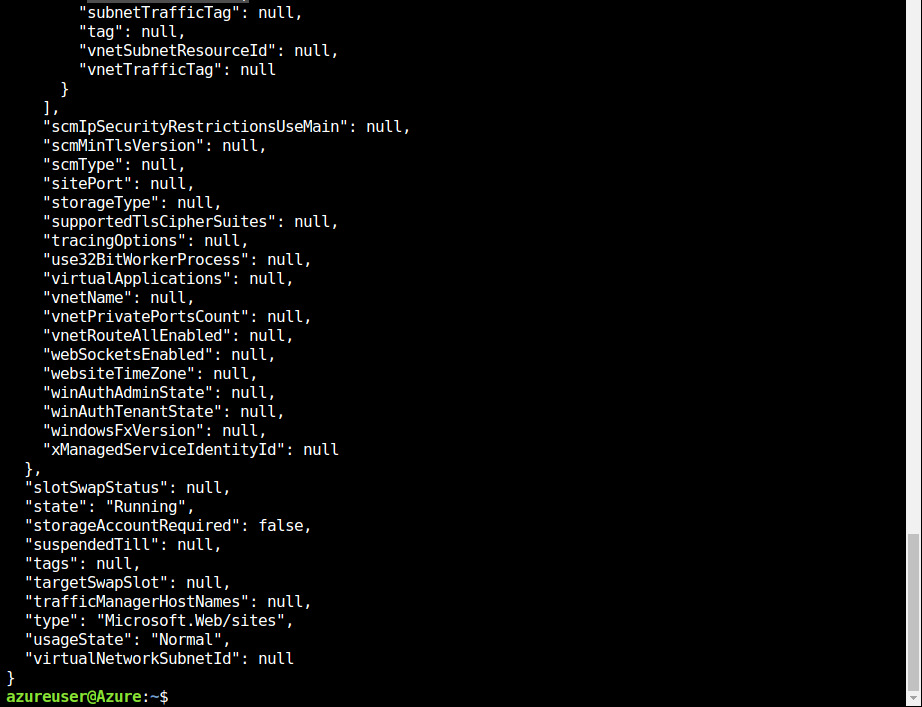 "subnetTrafficTag": null,
"tag": null,
"vnetSubnetResourceId": null,
"vnetTrafficTag": null
}
],
"scmIpSecurityRestrictionsUseMain": null,
"scmMinTlsVersion": null,
"scmType": null,
"sitePort": null,
"storageType": null,
"supportedTlsCipherSuites": null,
"tracingOptions": null,
"use32BitWorkerProcess": null,
"virtualApplications": null,
"vnetName": null,
"vnetPrivatePortsCount": null,
"vnetRouteAllEnabled": null,
"webSocketsEnabled": null,
"websiteTimeZone": null,
"winAuthAdminState": null,
"winAuthTenantState": null,
"windowsFxVersion": null,
"xManagedServiceIdentityId": null
},
"slotSwapStatus": null,
"state": "Running",
"storageAccountRequired": false,
"suspendedTill": null,
"tags": null,
"targetSwapSlot": null,
"trafficManagerHostNames": null,
"type": "Microsoft.Web/sites",
"usageState": "Normal",
"virtualNetworkSubnetId": null
}
azureuser@Azure:~$